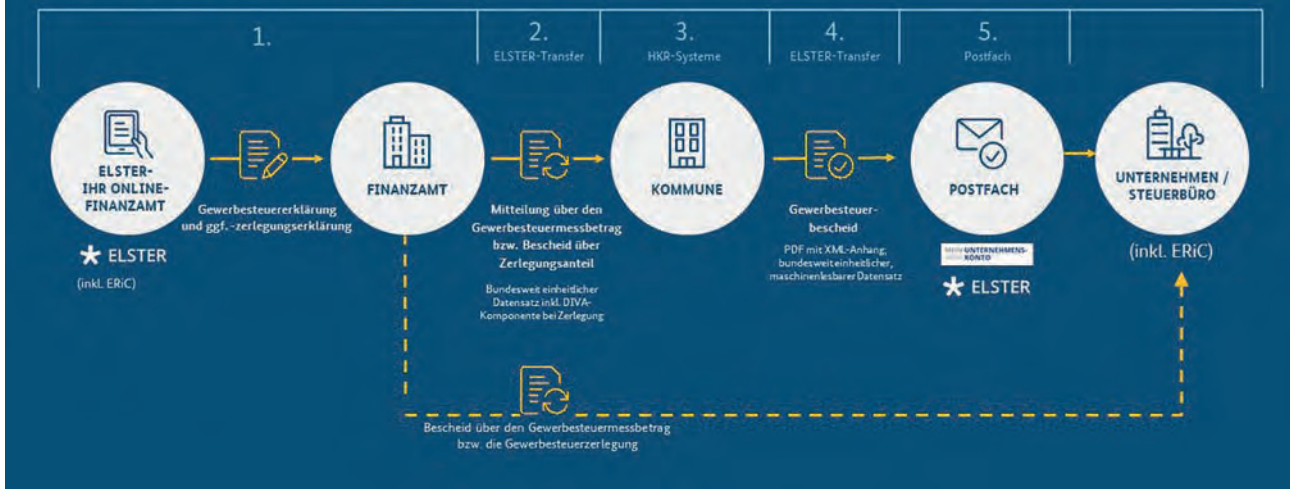 1.
2.
ELSTER-Transfer
3.
HKR-Systeme
4.
ELSTER-Transfer
5.
Postfach
ELSTER-
IHR ONLINE-
FINANZAMT
ELSTER
(inkl. ERiC)
Gewerbesteuererklärung
und ggf. -zerlegungserklärung
FINANZAMT
Mitteilung über den
Gewerbesteuermessbetrag
bzw. Bescheid über
Zerlegungsanteil
Bundesweit einheitlicher
Datensatz inkl. DIVA-
Komponente bei Zerlegung
KOMMUNE
Gewerbesteuer-
bescheid
PDF mit XML-Anhang;
bundesweit einheitlicher,
maschinenlesbarer Datensatz
POSTFACH
MEIN UNTERNEHMENS-
KONTO
ELSTER
UNTERNEHMEN /
STEUERBÜRO
(inkl. ERiC)
Bescheid über den Gewerbesteuermessbetrag
bzw. die Gewerbesteuerzerlegung